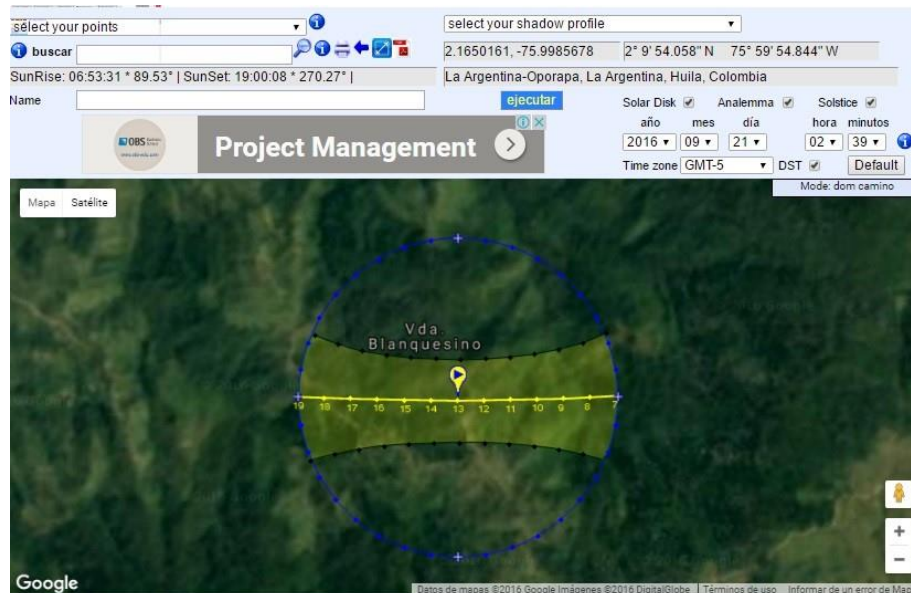 select your points
select your shadow profile
buscar
2.1650161, -75.9985678
2° 9' 54.058" N 75° 59' 54.844" W
SunRise: 06:53:31 * 89.53° | SunSet: 19:00:08 * 270.27° |
La Argentina-Oporapa, La Argentina, Huila, Colombia
Name
ejecutar
Solar Disk Analemma Solstice
año mes día hora minutos
2016 09 21 02 39
OBS
Project Management
Time zone GMT-5 DST Default
Mode: dom camino
Mapa Satélite
Vda.
Blanquesino
19 18 17 16 15 14 13 12 11 10 9 8 7
Google
Datos de mapas ©2016 Google Imágenes ©2016 DigitalGlobe Términos de uso Informar de un error de Map